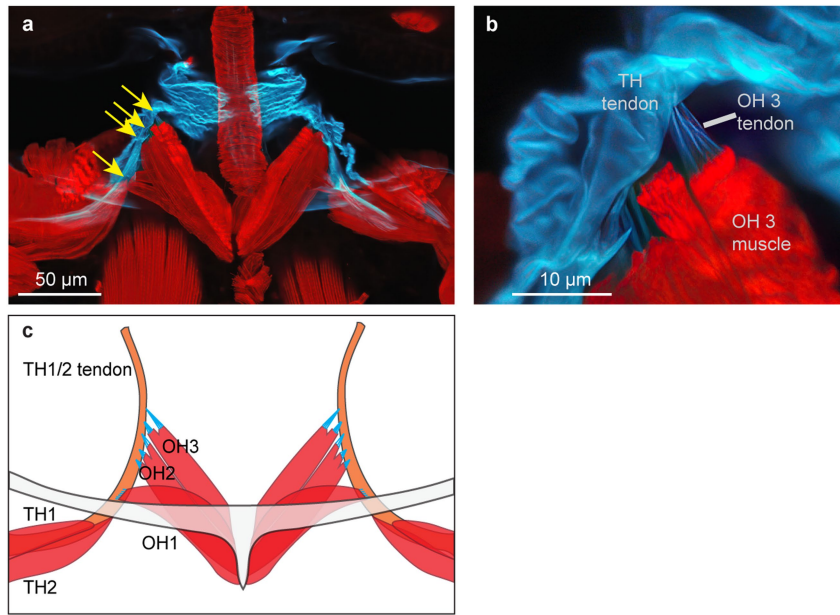 a
50 µm
b
TH
tendon
OH 3
tendon
OH 3
muscle
10 µm
c
TH1/2 tendon
OH3
OH2
TH1
OH1
TH2